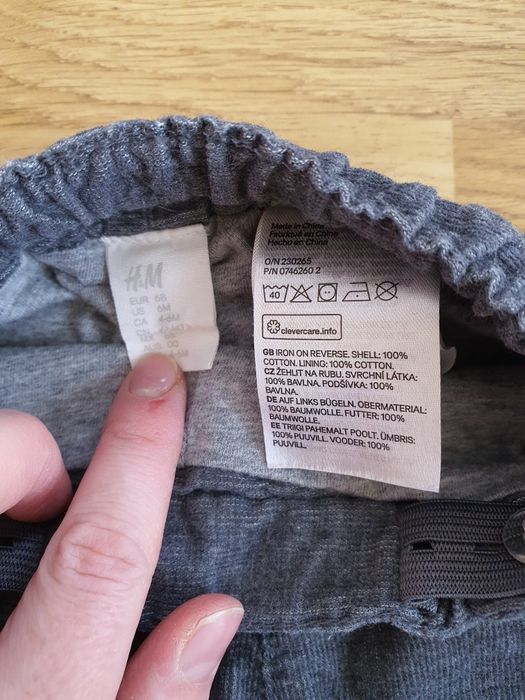 H&M
EUR 68
US 6M
CA 4-6M
Made in China
Fabriqué en Chine
Hecho en China
O/N 230265
P/N 0746260 2
40
clevercare.info
GB IRON ON REVERSE. SHELL: 100%
COTTON. LINING: 100% COTTON.
CZ ŽEHLIT NA RUBU. SVRCHNÍ LÁTKA:
100% BAVLNA. PODŠÍVKA: 100%
BAVLNA.
DE AUF LINKS BÜGELN. OBERMATERIAL:
100% BAUMWOLLE. FUTTER: 100%
BAUMWOLLE.
EE TRIIGI PAHEMALT POOLT. ÜMBRIS:
100% PUUVILL. VOODER: 100%
PUUVILL.